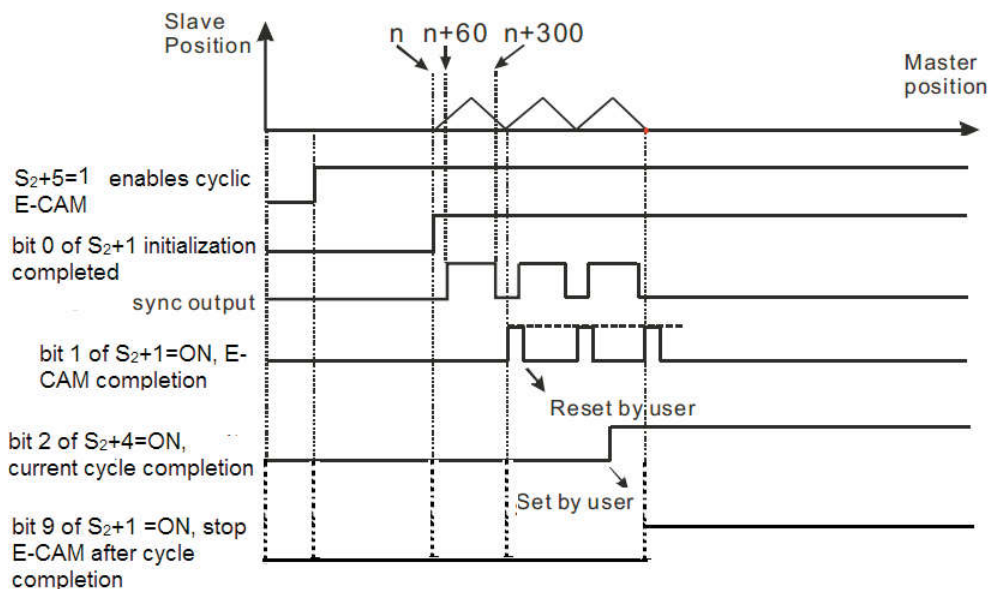 Slave
Position
n n+60 n+300
Master
position
S₂+5=1 enables cyclic
E-CAM
bit 0 of S₂+1 initialization
completed
sync output
bit 1 of S₂+1=ON, E-
CAM completion
Reset by user
bit 2 of S₂+4=ON,
current cycle completion
Set by user
bit 9 of S₂+1 =ON, stop
E-CAM after cycle
completion